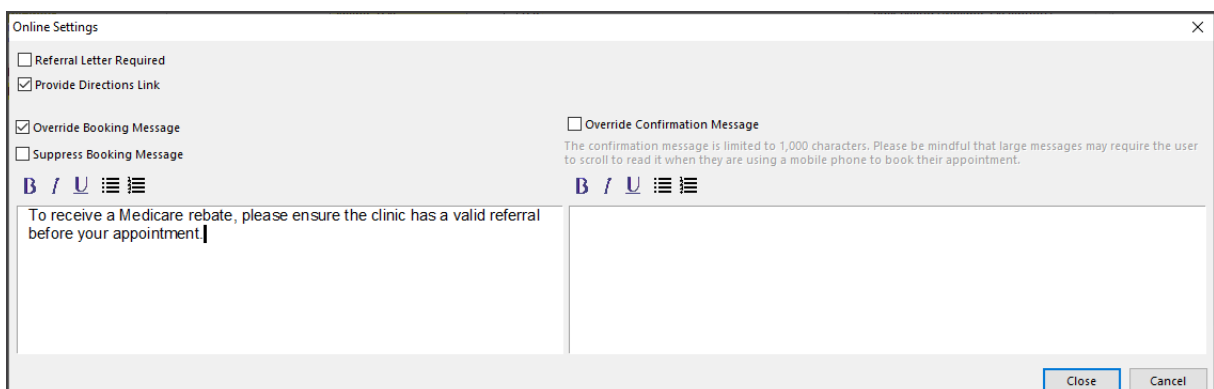 Online Settings
Referral Letter Required
Provide Directions Link
Override Booking Message
Suppress Booking Message
B I U
To receive a Medicare rebate, please ensure the clinic has a valid referral
before your appointment.
Override Confirmation Message
The confirmation message is limited to 1,000 characters. Please be mindful that large messages may require the user
to scroll to read it when they are using a mobile phone to book their appointment.
B I U
Close
Cancel